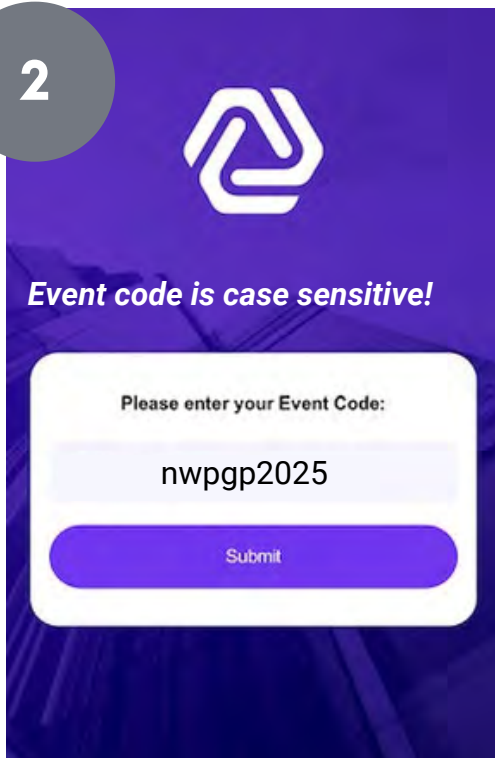 2
Event code is case sensitive!
Please enter your Event Code:
nwpgp2025
Submit